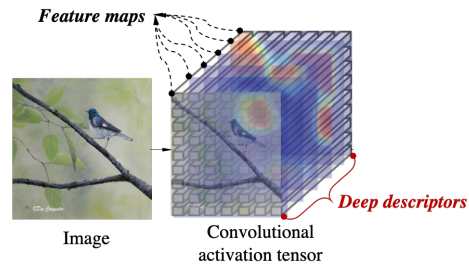 Feature maps
Deep descriptors
Image
Convolutional
activation tensor